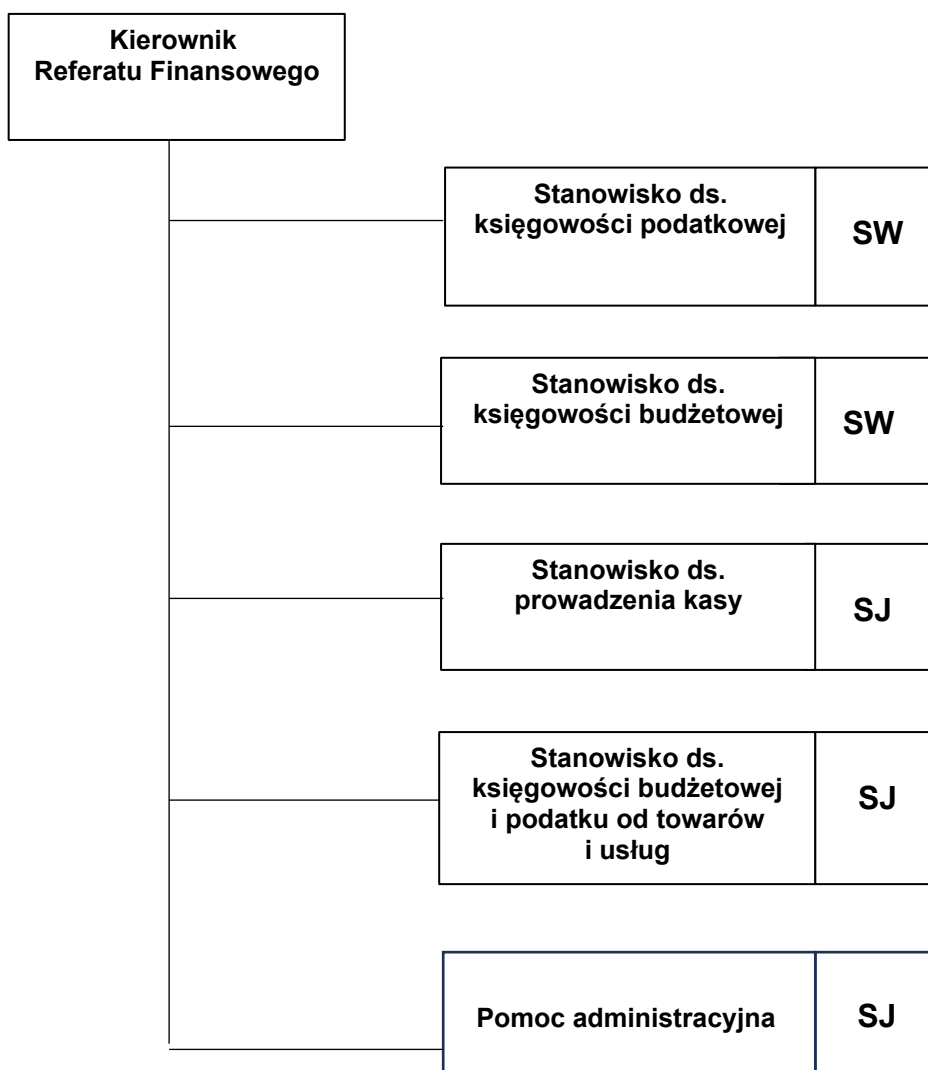 Kierownik
Referatu Finansowego
Stanowisko ds.
księgowości podatkowej
SW
Stanowisko ds.
księgowości budżetowej
SW
Stanowisko ds.
prowadzenia kasy
SJ
Stanowisko ds.
księgowości budżetowej
i podatku od towarów
i usług
SJ
Pomoc administracyjna
SJ